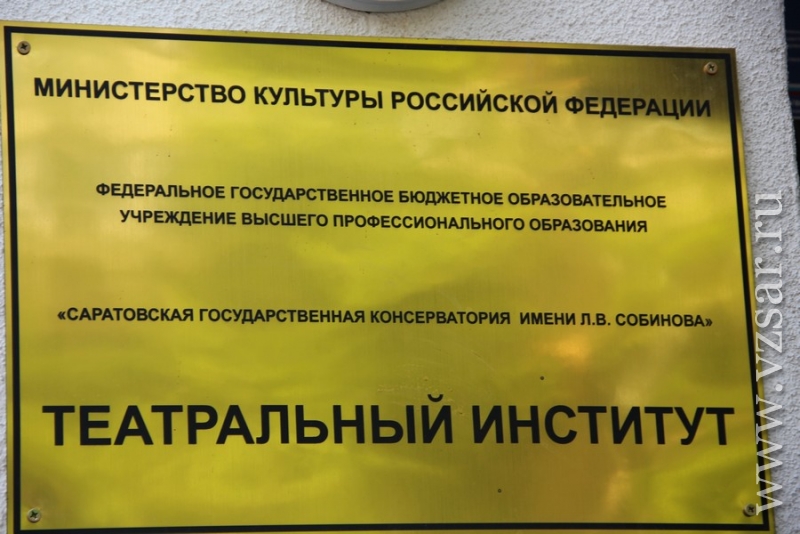 МИНИСТЕРСТВО КУЛЬТУРЫ РОССИЙСКОЙ ФЕДЕРАЦИИ
ФЕДЕРАЛЬНОЕ ГОСУДАРСТВЕННОЕ БЮДЖЕТНОЕ ОБРАЗОВАТЕЛЬНОЕ
УЧРЕЖДЕНИЕ ВЫСШЕГО ПРОФЕССИОНАЛЬНОГО ОБРАЗОВАНИЯ
«САРАТОВСКАЯ ГОСУДАРСТВЕННАЯ КОНСЕРВАТОРИЯ ИМЕНИ Л.В. СОБИНОВА»
ТЕАТРАЛЬНЫЙ ИНСТИТУТ
www.vzsar.ru